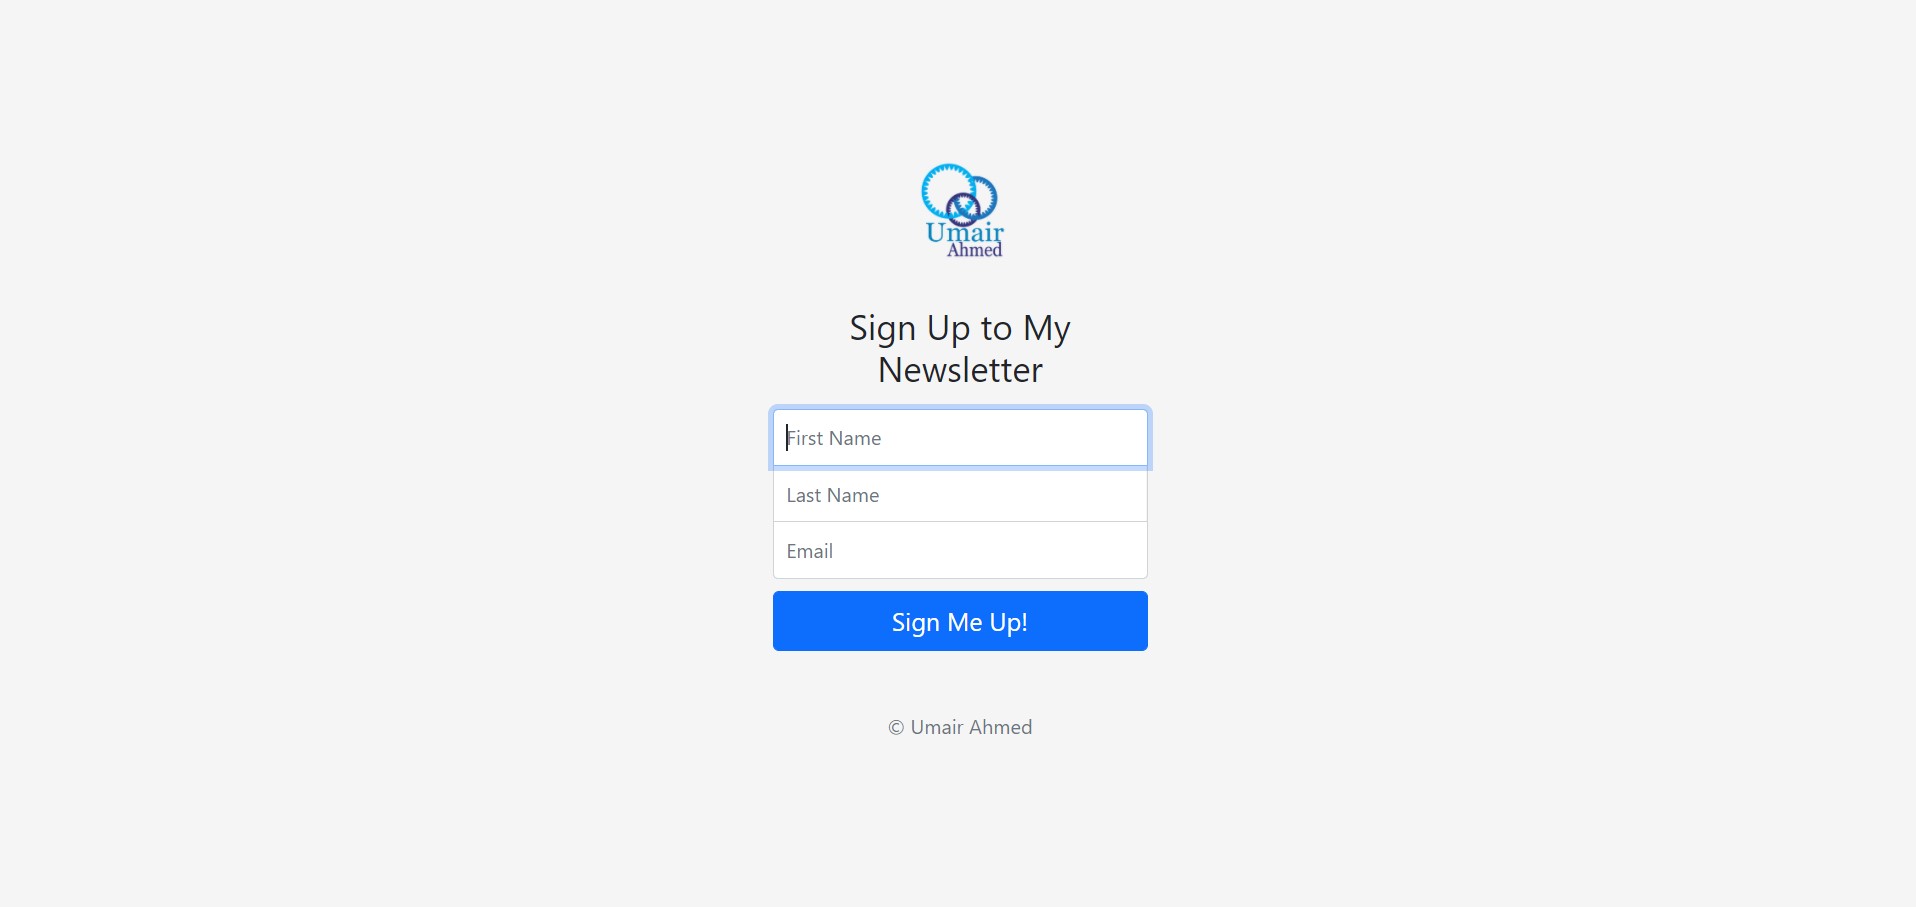 Umair
Ahmed
Sign Up to My
Newsletter
First Name
Last Name
Email
Sign Me Up!
© Umair Ahmed